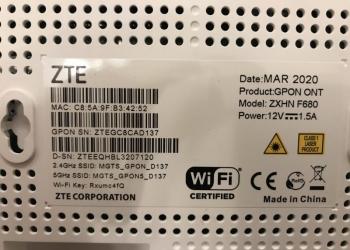 ZTE
Date:MAR 2020
Product:GPON ONT
Model:ZXHN F680
Power:12V⎓1.5A
MAC: C8:5A:9F:B3:42:52
GPON SN: ZTEGC8CAD137
D-SN: ZTEEQHBL3207120
2.4GHz SSID: MGTS_GPON_D137
5GHz SSID: MGTS_GPON5_D137
Wi-Fi Key: Rxumc4fQ
ZTE CORPORATION
Wi Fi
CERTIFIED
CLASS 1
LASER
PRODUCT
CE
Made in China